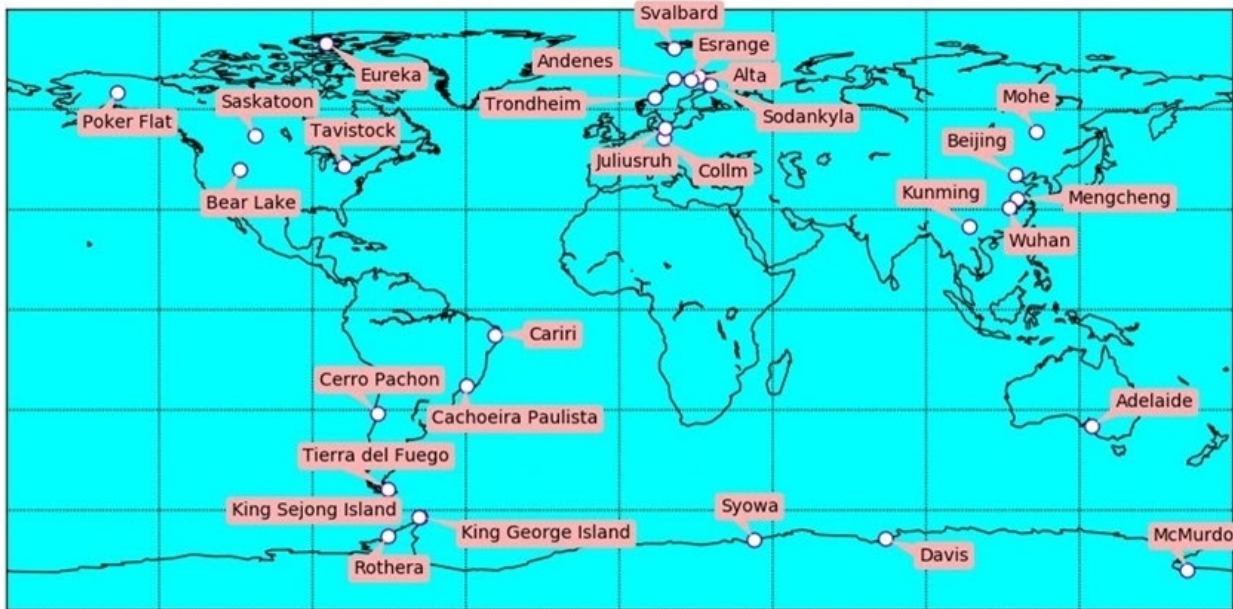 Svalbard
Esrange
Andenes
Eureka
Alta
Saskatoon
Trondheim
Mohe
Poker Flat
Tavistock
Sodankyla
Beijing
Juliusruh
Collm
Bear Lake
Kunming
Mengcheng
Wuhan
Cariri
Cerro Pachon
Adelaide
Cachoeira Paulista
Tierra del Fuego
King Sejong Island
Syowa
King George Island
McMurdo
Davis
Rothera